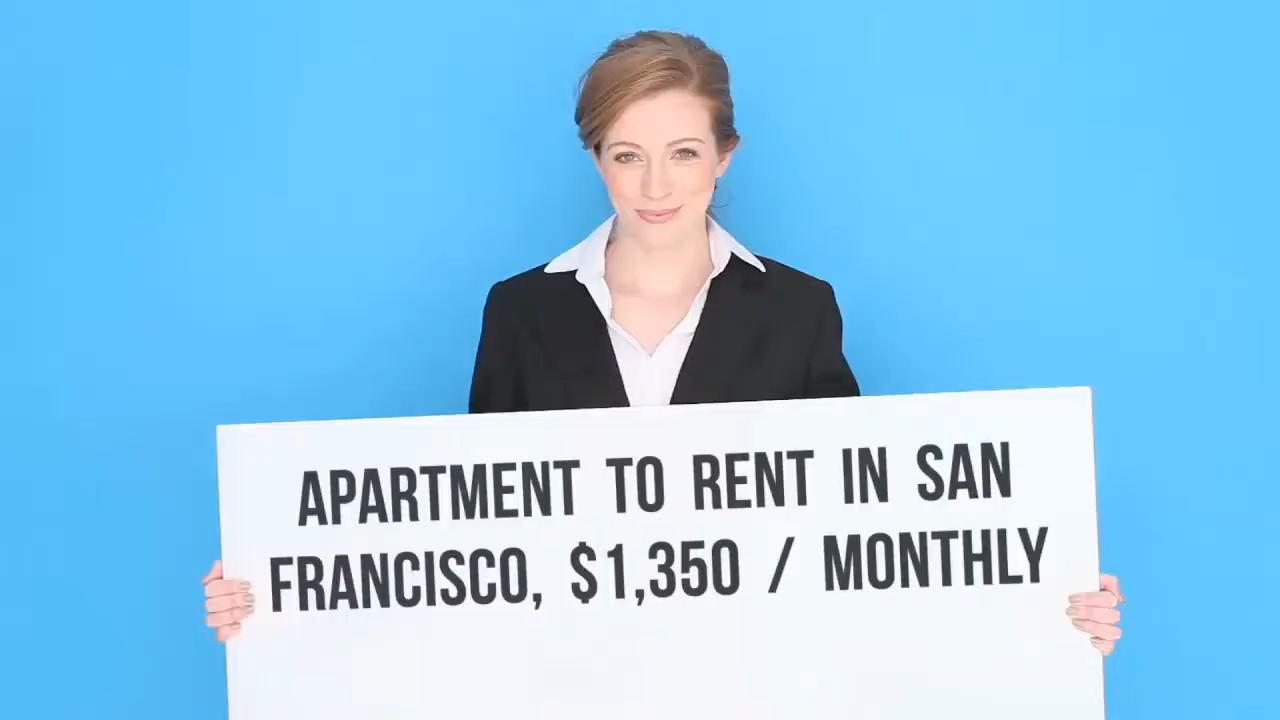 APARTMENT TO RENT IN SAN
FRANCISCO, $1,350 / MONTHLY